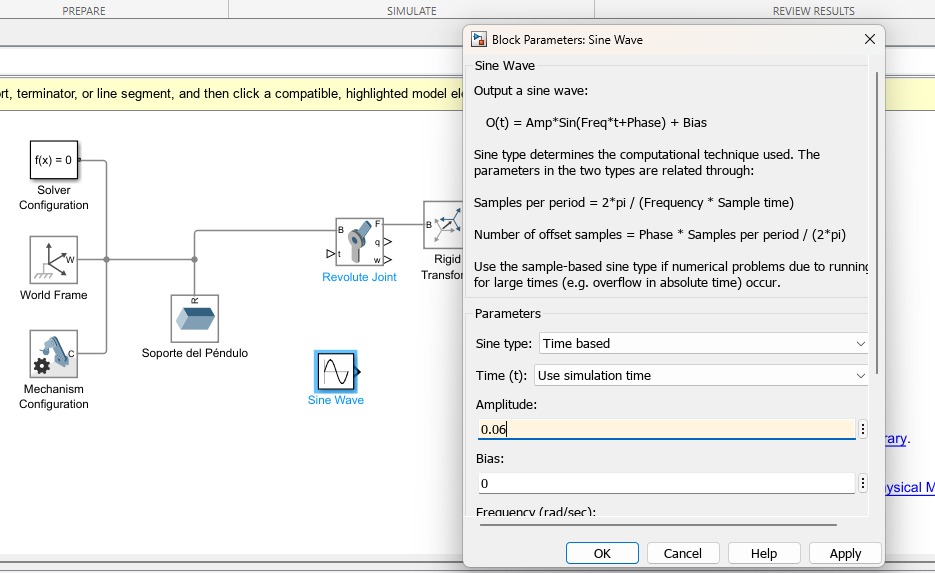 PREPARE
SIMULATE
REVIEW RESULTS
rt, terminator, or line segment, and then click a compatible, highlighted model el
f(x) = 0
Solver
Configuration
W
World Frame
C
Mechanism
Configuration
R
Soporte del Péndulo
B
F
q
t
w
Revolute Joint
B
Rigid
Transfor
Sine Wave
Block Parameters: Sine Wave
Sine Wave
Output a sine wave:
O(t) = Amp*Sin(Freq*t+Phase) + Bias
Sine type determines the computational technique used. The
parameters in the two types are related through:
Samples per period = 2*pi / (Frequency * Sample time)
Number of offset samples = Phase * Samples per period / (2*pi)
Use the sample-based sine type if numerical problems due to running
for large times (e.g. overflow in absolute time) occur.
Parameters
Sine type: Time based
Time (t): Use simulation time
Amplitude:
0.06
Bias:
0
Frequency (rad/sec):
OK
Cancel
Help
Apply
rary.
ysical M